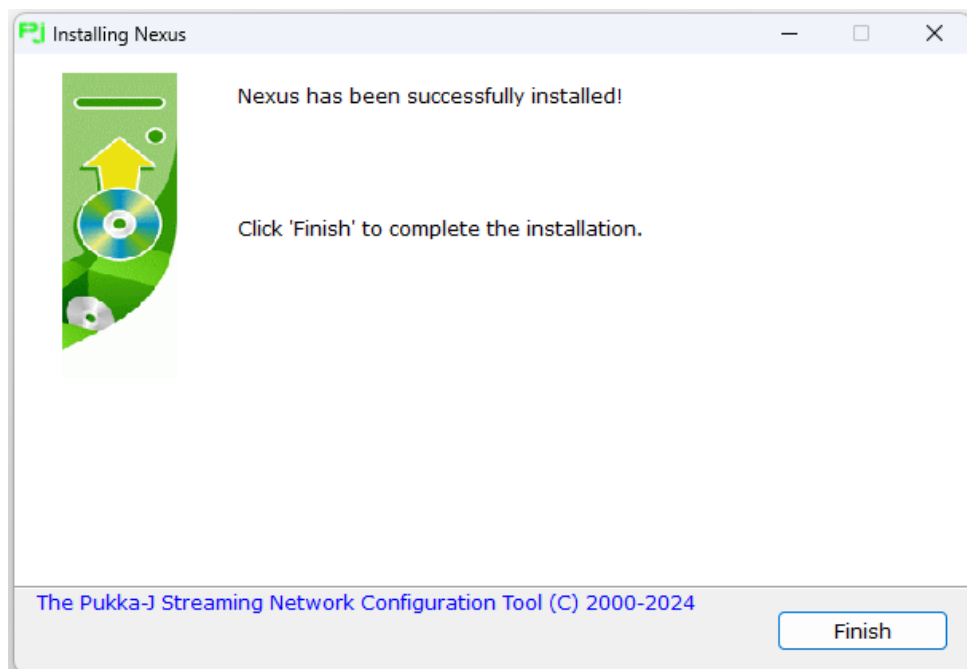 Pj Installing Nexus
Nexus has been successfully installed!
Click 'Finish' to complete the installation.
The Pukka-J Streaming Network Configuration Tool (C) 2000-2024
Finish